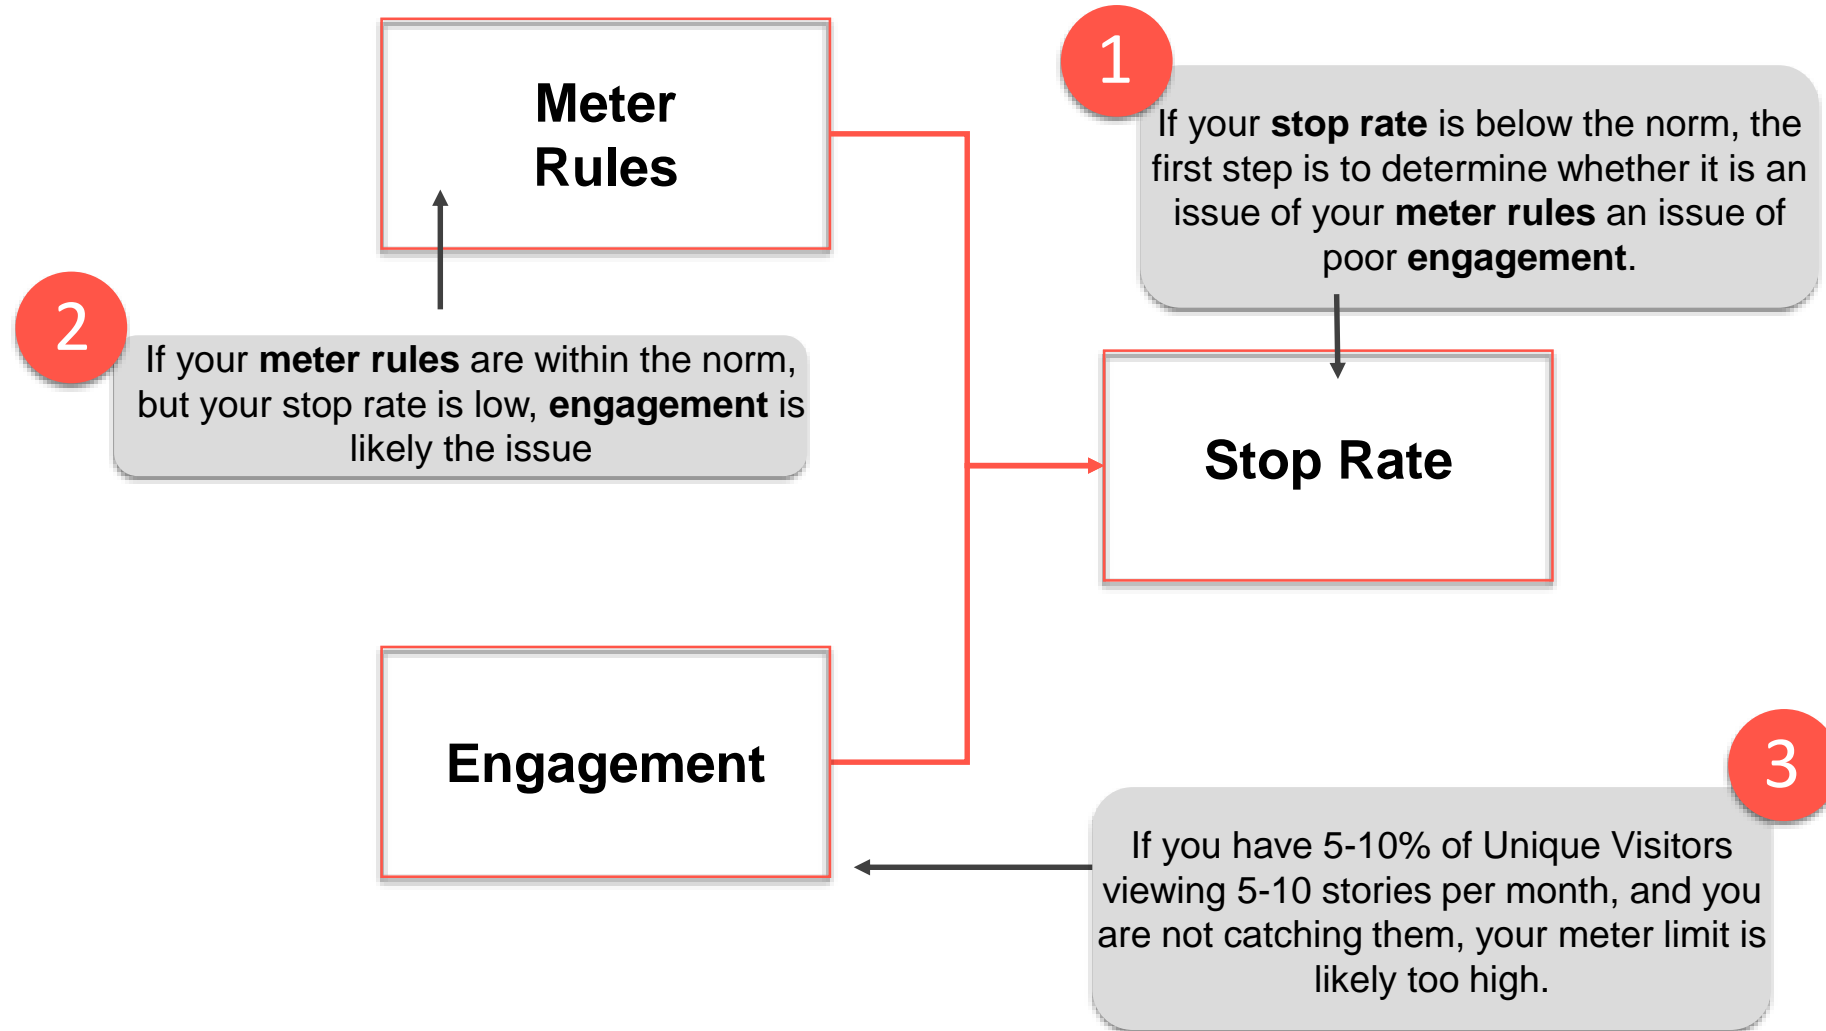 Meter
Rules
1
If your stop rate is below the norm, the
first step is to determine whether it is an
issue of your meter rules an issue of
poor engagement.
2
If your meter rules are within the norm,
but your stop rate is low, engagement is
likely the issue
Stop Rate
Engagement
3
If you have 5-10% of Unique Visitors
viewing 5-10 stories per month, and you
are not catching them, your meter limit is
likely too high.